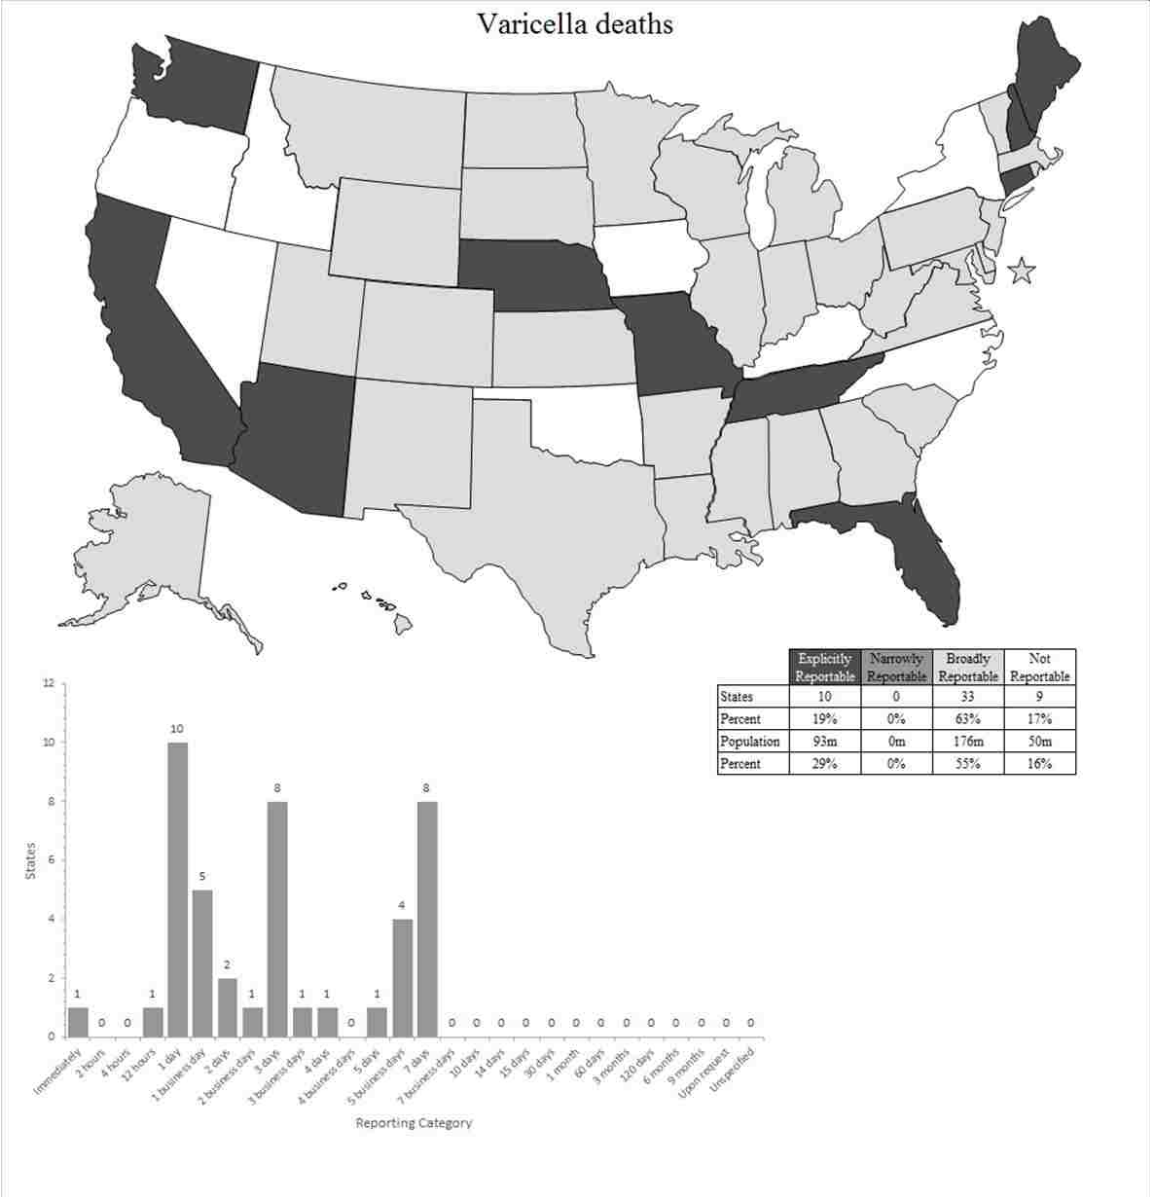 Varicella deaths
Explicitly Reportable Narrowly Reportable Broadly Reportable Not Reportable
States 10 0 33 9
Percent 19% 0% 63% 17%
Population 93m 0m 176m 50m
Percent 29% 0% 55% 16%
12
10
8
6
4
2
0
States
1 0 0 1 10 5 2 1 8 1 1 0 1 4 8 0 0 0 0 0 0 0 0 0 0 0 0 0
Immediately
2 hours
4 hours
12 hours
1 day
1 business day
2 days
2 business days
3 days
3 business days
4 days
4 business days
5 days
5 business days
7 days
7 business days
10 days
14 days
15 days
30 days
1 month
60 days
3 months
120 days
6 months
9 months
Upon request
Unspecified
Reporting Category